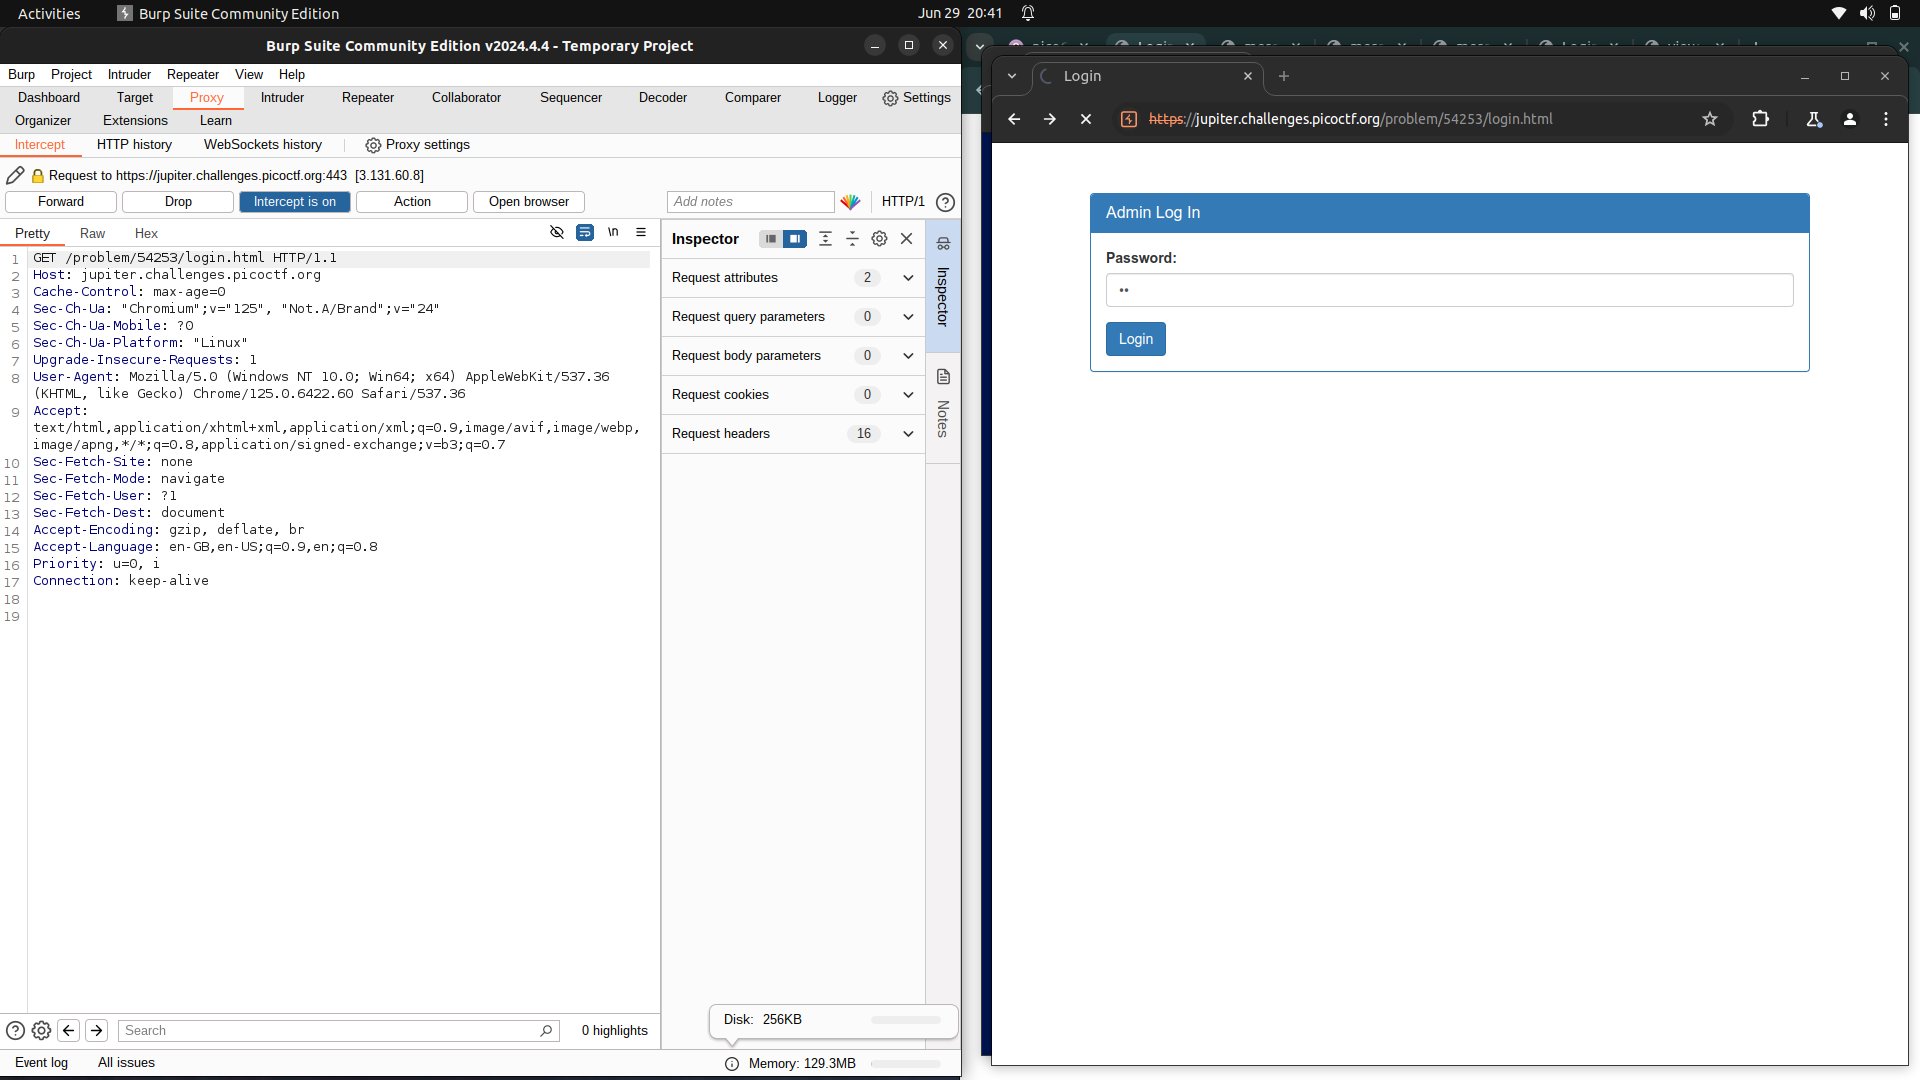 Activities
Burp Suite Community Edition
Jun 29 20:41
Burp Suite Community Edition v2024.4.4 - Temporary Project
Burp Project Intruder Repeater View Help
Dashboard Target Proxy Intruder Repeater Collaborator Sequencer Decoder Comparer Logger Settings
Organizer Extensions Learn
Intercept HTTP history WebSockets history Proxy settings
Request to https://jupiter.challenges.picoctf.org:443 [3.131.60.8]
Forward Drop Intercept is on Action Open browser Add notes HTTP/1
Pretty Raw Hex \n
1 GET /problem/54253/login.html HTTP/1.1
2 Host: jupiter.challenges.picoctf.org
3 Cache-Control: max-age=0
4 Sec-Ch-Ua: "Chromium";v="125", "Not.A/Brand";v="24"
5 Sec-Ch-Ua-Mobile: ?0
6 Sec-Ch-Ua-Platform: "Linux"
7 Upgrade-Insecure-Requests: 1
8 User-Agent: Mozilla/5.0 (Windows NT 10.0; Win64; x64) AppleWebKit/537.36
(KHTML, like Gecko) Chrome/125.0.6422.60 Safari/537.36
9 Accept:
text/html,application/xhtml+xml,application/xml;q=0.9,image/avif,image/webp,
image/apng,*/*;q=0.8,application/signed-exchange;v=b3;q=0.7
10 Sec-Fetch-Site: none
11 Sec-Fetch-Mode: navigate
12 Sec-Fetch-User: ?1
13 Sec-Fetch-Dest: document
14 Accept-Encoding: gzip, deflate, br
15 Accept-Language: en-GB,en-US;q=0.9,en;q=0.8
16 Priority: u=0, i
17 Connection: keep-alive
18
19
Inspector
Request attributes 2
Request query parameters 0
Request body parameters 0
Request cookies 0
Request headers 16
Inspector
Notes
Search
0 highlights
Disk: 256KB
Event log All issues
Memory: 129.3MB
Login
https://jupiter.challenges.picoctf.org/problem/54253/login.html
Admin Log In
Password:
••
Login